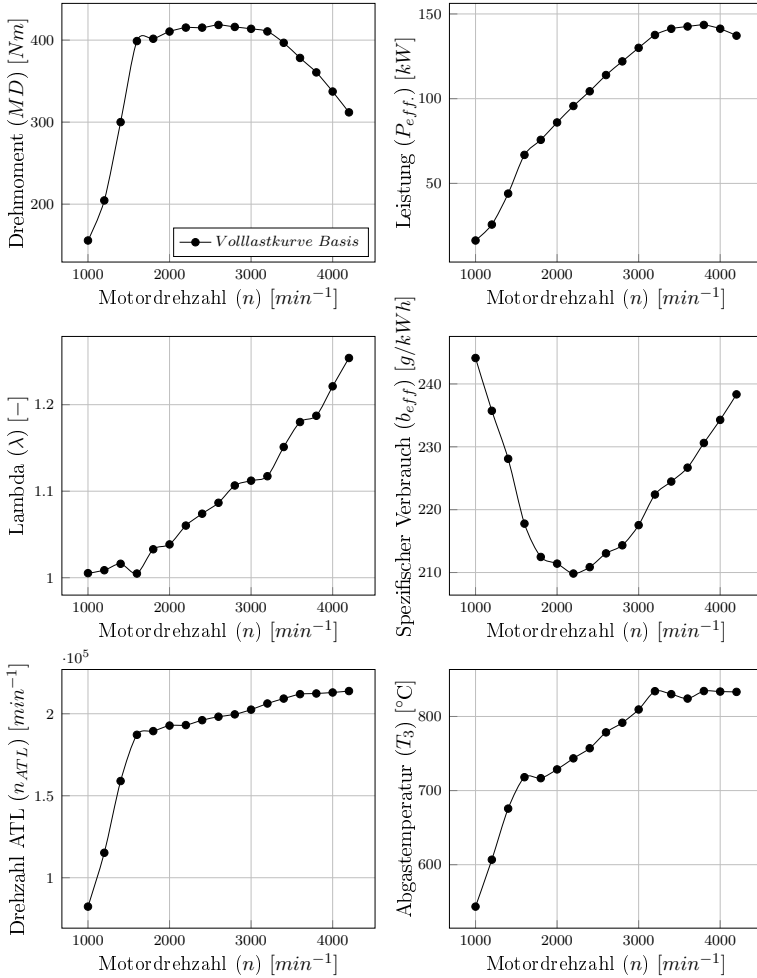 Drehmoment (MD) [Nm]
400
300
200
1000 2000 3000 4000
Motordrehzahl (n) [min⁻¹]
Volllastkurve Basis
Leistung (P_eff.) [kW]
150
100
50
1000 2000 3000 4000
Motordrehzahl (n) [min⁻¹]
Lambda (λ) [−]
1.2
1.1
1
1000 2000 3000 4000
Motordrehzahl (n) [min⁻¹]
Spezifischer Verbrauch (b_eff) [g/kWh]
240
230
220
210
1000 2000 3000 4000
Motordrehzahl (n) [min⁻¹]
Drehzahl ATL (n_ATL) [min⁻¹]
·10⁵
2
1.5
1
1000 2000 3000 4000
Motordrehzahl (n) [min⁻¹]
Abgastemperatur (T₃) [°C]
800
700
600
1000 2000 3000 4000
Motordrehzahl (n) [min⁻¹]